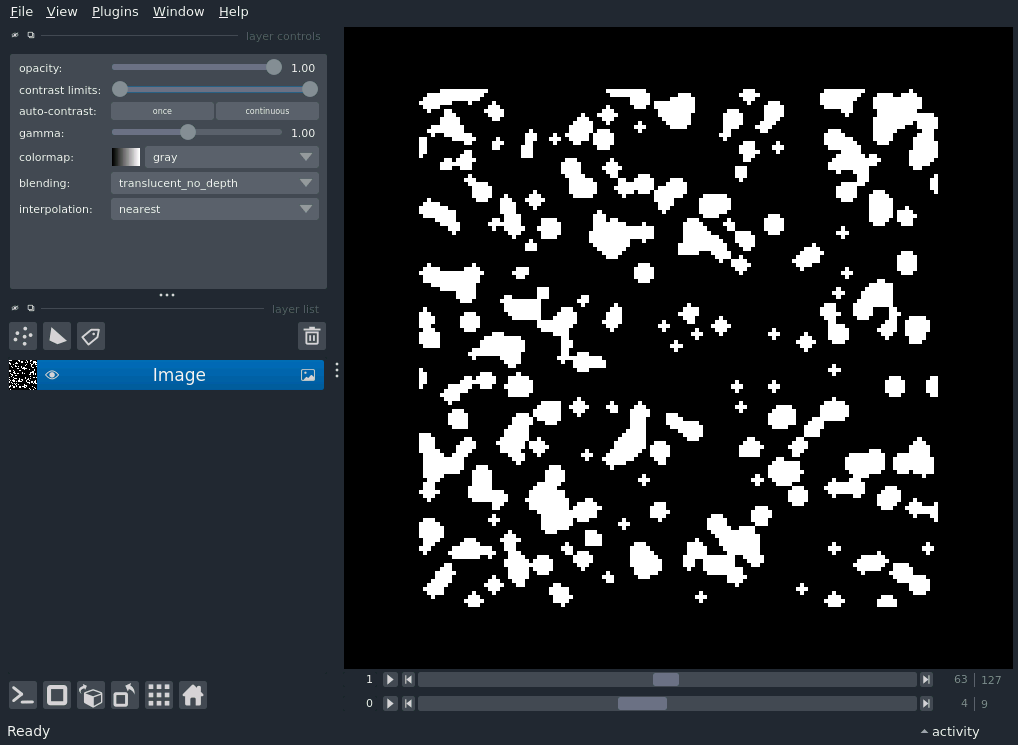 File View Plugins Window Help
layer controls
opacity: 1.00
contrast limits:
auto-contrast: once continuous
gamma: 1.00
colormap: gray
blending: translucent_no_depth
interpolation: nearest
layer list
Image
1 63 127
0 4 9
Ready activity